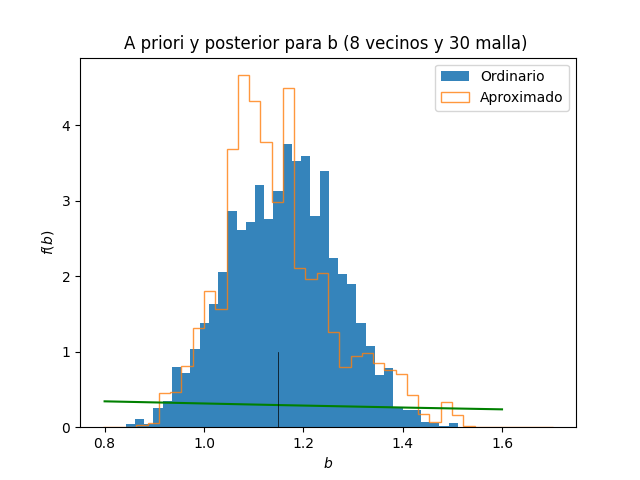 A priori y posterior para b (8 vecinos y 30 malla)
Ordinario
Aproximado
f(b)
4
3
2
1
0
0.8 1.0 1.2 1.4 1.6
b